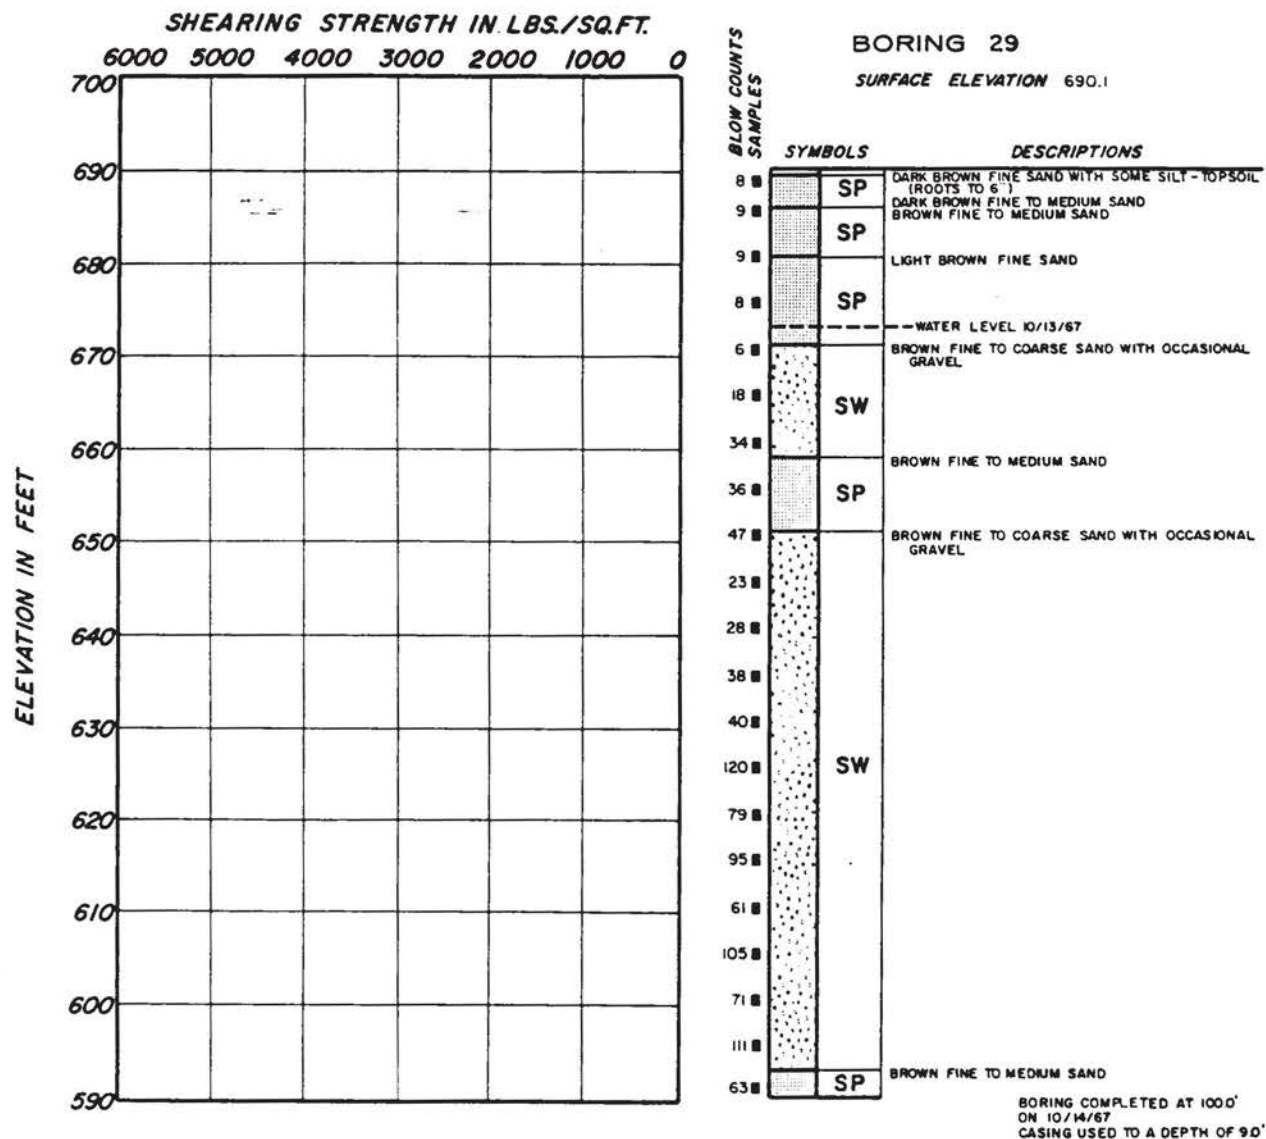 SHEARING STRENGTH IN LBS./SQ.FT.
6000 5000 4000 3000 2000 1000 0
700
690
680
670
660
650
640
630
620
610
600
590
ELEVATION IN FEET
BLOW COUNTS
SAMPLES
BORING 29
SURFACE ELEVATION 690.1
SYMBOLS DESCRIPTIONS
8 SP DARK BROWN FINE SAND WITH SOME SILT - TOPSOIL
(ROOTS TO 6")
DARK BROWN FINE TO MEDIUM SAND
9 BROWN FINE TO MEDIUM SAND
SP
9 LIGHT BROWN FINE SAND
8 SP
WATER LEVEL 10/13/67
6 BROWN FINE TO COARSE SAND WITH OCCASIONAL
GRAVEL
18 SW
34
BROWN FINE TO MEDIUM SAND
36 SP
47 BROWN FINE TO COARSE SAND WITH OCCASIONAL
GRAVEL
23
28
38
40
120 SW
79
95
61
105
71
111
BROWN FINE TO MEDIUM SAND
63 SP
BORING COMPLETED AT 100.0'
ON 10/14/67
CASING USED TO A DEPTH OF 9.0'